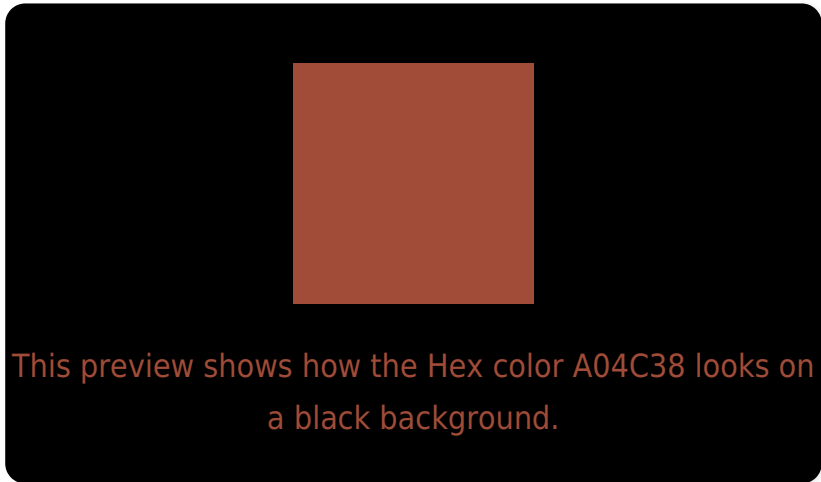 This preview shows how the Hex color A04C38 looks on
a black background.